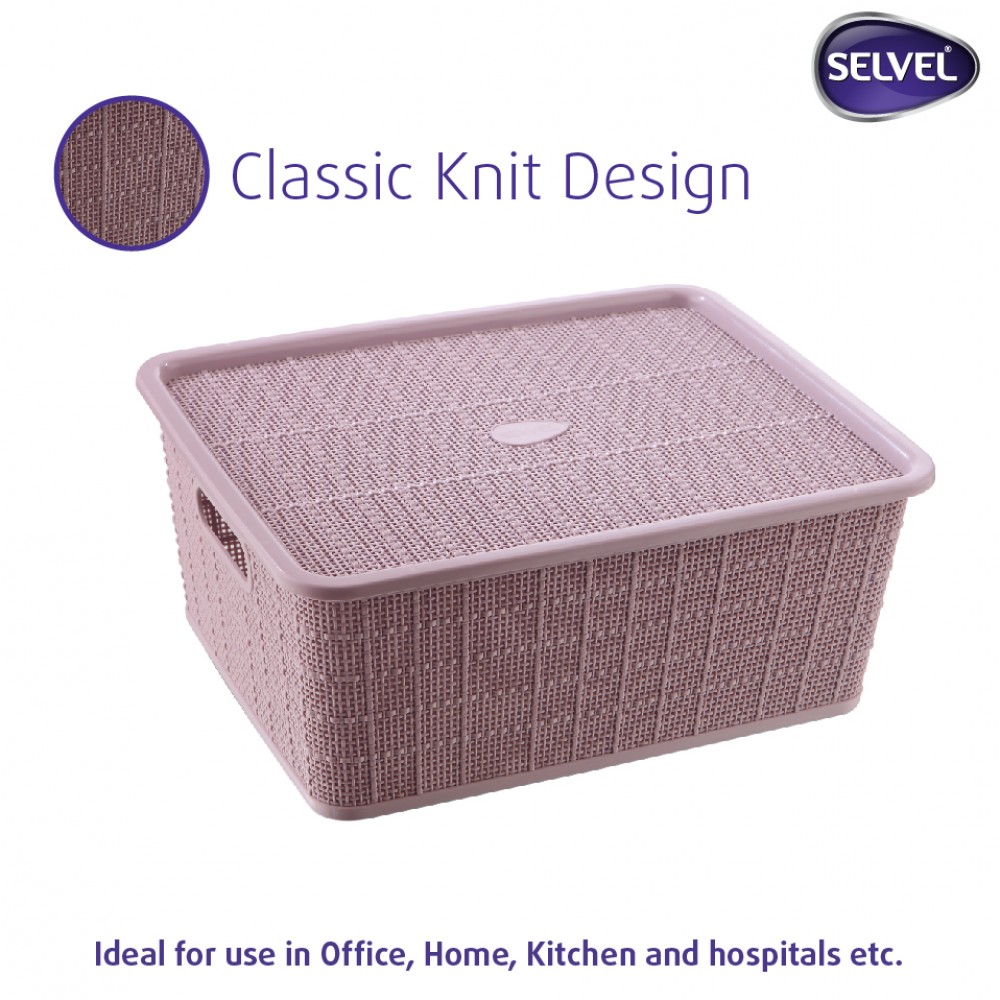 SELVEL®
Classic Knit Design
Ideal for use in Office, Home, Kitchen and hospitals etc.